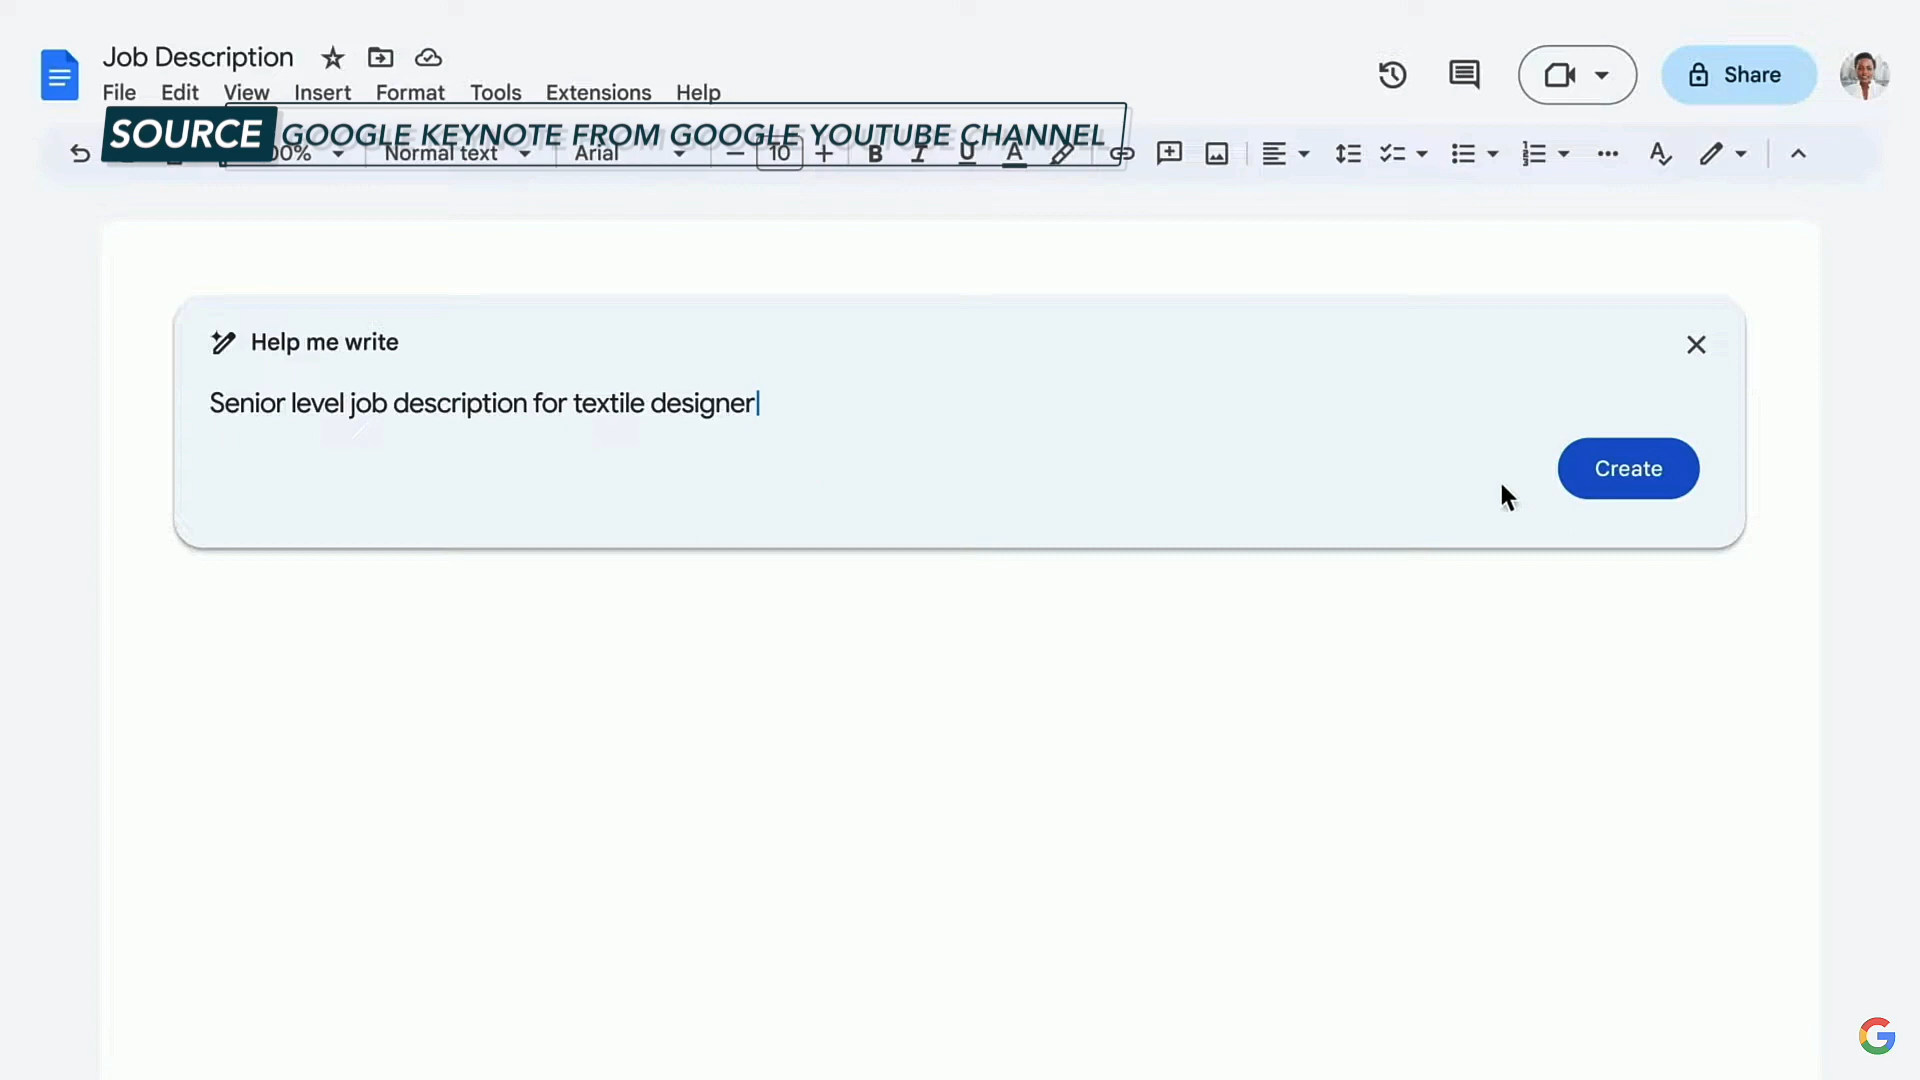 Job Description
File Edit View Insert Format Tools Extensions Help
Share
SOURCE GOOGLE KEYNOTE FROM GOOGLE YOUTUBE CHANNEL
00% Normal text Arial 10 B I U A
Help me write
Senior level job description for textile designer
Create